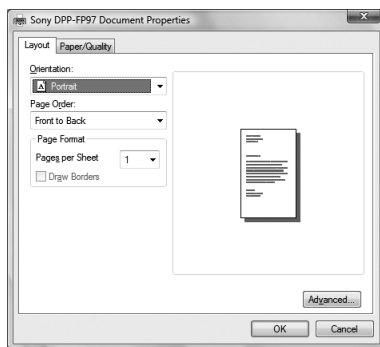 Sony DPP-FP97 Document Properties
Layout
Paper/Quality
Orientation:
A Portrait
Page Order:
Front to Back
Page Format
Pages per Sheet 1
Draw Borders
Advanced...
OK Cancel